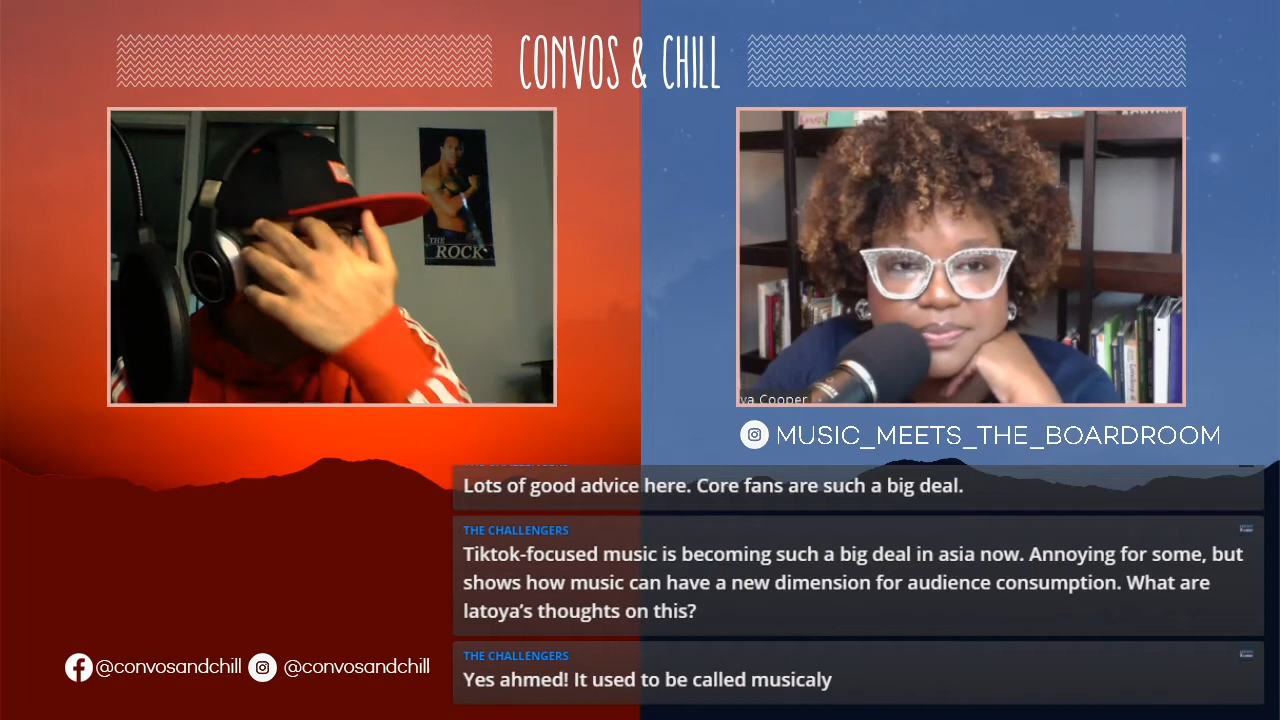 CONVOS & CHILL
THE
ROCK
va Cooper
MUSIC_MEETS_THE_BOARDROOM
THE CHALLENGERS
Lots of good advice here. Core fans are such a big deal.
THE CHALLENGERS
Tiktok-focused music is becoming such a big deal in asia now. Annoying for some, but
shows how music can have a new dimension for audience consumption. What are
latoya's thoughts on this?
THE CHALLENGERS
Yes ahmed! It used to be called musicaly
@convosandchill @convosandchill